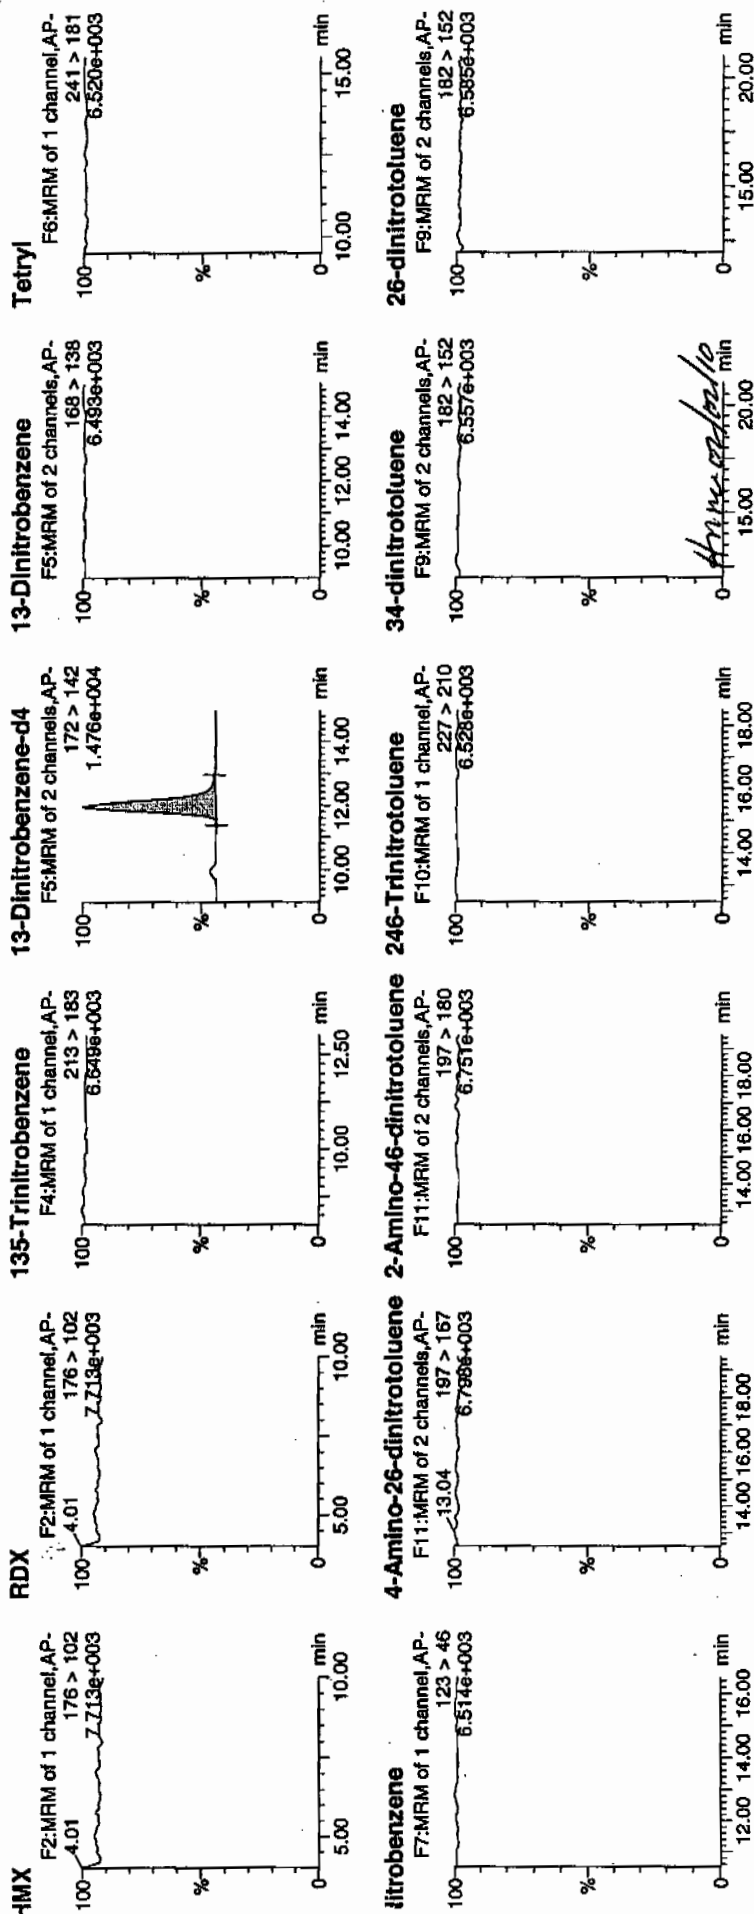 HMX
F2:MRM of 1 channel,AP-
176 > 102
7.713e+003
100
4.01
%
0
5.00
10.00
min
RDX
F2:MRM of 1 channel,AP-
176 > 102
7.713e+003
100
4.01
%
0
5.00
10.00
min
135-Trinitrobenzene
F4:MRM of 1 channel,AP-
213 > 183
6.649e+003
100
%
0
10.00
12.50
min
13-Dinitrobenzene-d4
F5:MRM of 2 channels,AP-
172 > 142
1.476e+004
100
%
0
10.00
12.00
14.00
min
13-Dinitrobenzene
F5:MRM of 2 channels,AP-
168 > 138
6.493e+003
100
%
0
10.00
12.00
14.00
min
Tetryl
F6:MRM of 1 channel,AP-
241 > 181
6.520e+003
100
%
0
10.00
15.00
min
litrobenzene
F7:MRM of 1 channel,AP-
123 > 46
6.514e+003
100
%
0
12.00
14.00
16.00
min
4-Amino-26-dinitrotoluene
F11:MRM of 2 channels,AP-
197 > 167
6.798e+003
100
13.04
%
0
14.00
16.00
18.00
min
2-Amino-46-dinitrotoluene
F11:MRM of 2 channels,AP-
197 > 180
6.751e+003
100
%
0
14.00
16.00
18.00
min
246-Trinitrotoluene
F10:MRM of 1 channel,AP-
227 > 210
6.528e+003
100
%
0
14.00
16.00
18.00
min
34-dinitrotoluene
F9:MRM of 2 channels,AP-
182 > 152
6.557e+003
100
%
0
15.00
20.00
min
26-dinitrotoluene
F9:MRM of 2 channels,AP-
182 > 152
6.585e+003
100
%
0
15.00
20.00
min